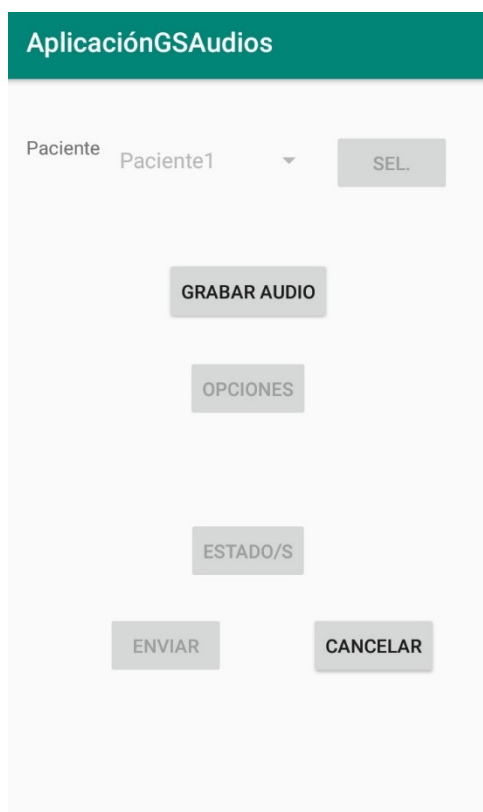 AplicaciónGSAudios
Paciente
Paciente1
SEL.
GRABAR AUDIO
OPCIONES
ESTADO/S
ENVIAR
CANCELAR